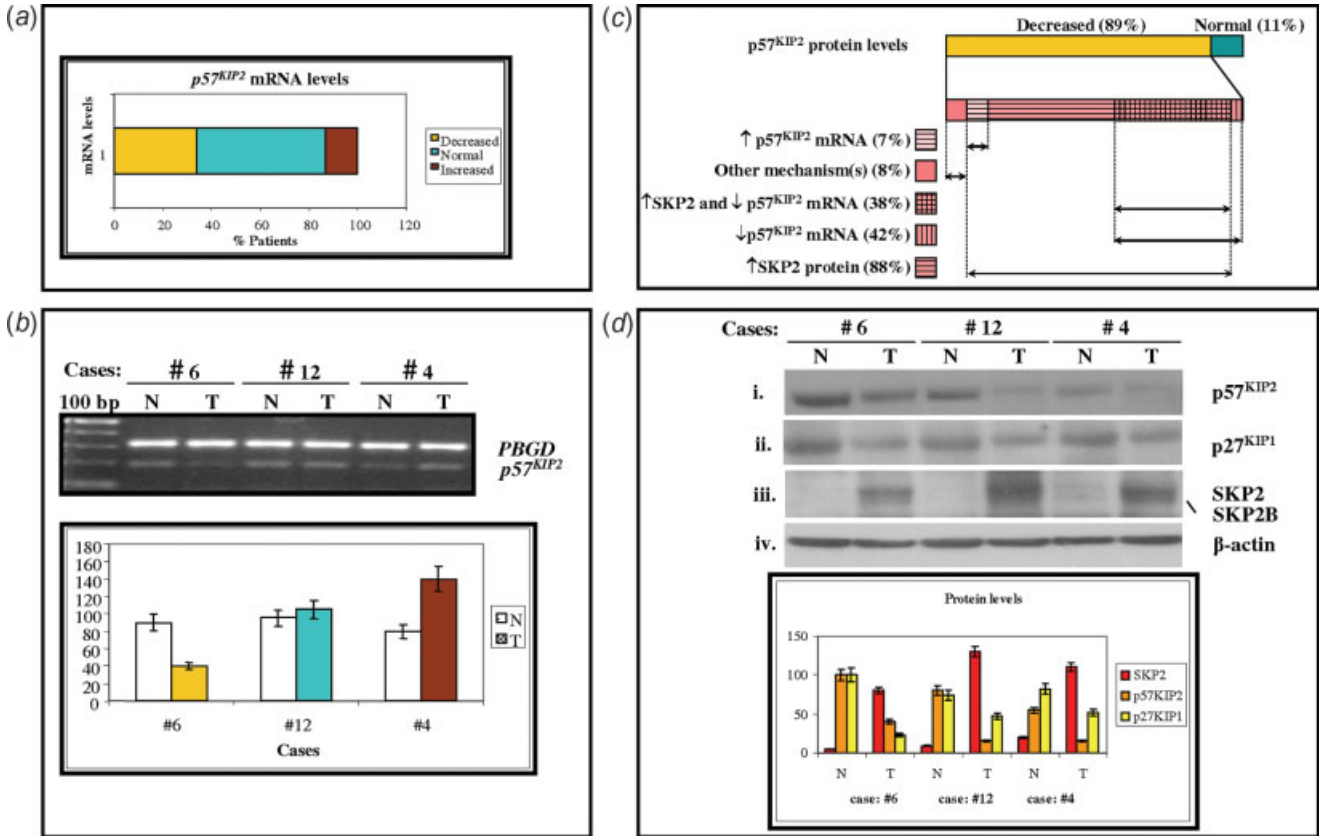 (a)
p57KIP2 mRNA levels
mRNA levels
1
Decreased
Normal
Increased
0 20 40 60 80 100 120
% Patients
(b)
Cases: # 6 # 12 # 4
100 bp N T N T N T
PBGD
p57KIP2
180
160
140
120
100
80
60
40
20
0
N
T
#6 #12 #4
Cases
(c)
Decreased (89%) Normal (11%)
p57KIP2 protein levels
↑ p57KIP2 mRNA (7%)
Other mechanism(s) (8%)
↑SKP2 and ↓ p57KIP2 mRNA (38%)
↓p57KIP2 mRNA (42%)
↑SKP2 protein (88%)
(d)
Cases: # 6 # 12 # 4
N T N T N T
i. p57KIP2
ii. p27KIP1
iii. SKP2
SKP2B
iv. β-actin
Protein levels
150
100
50
0
SKP2
p57KIP2
p27KIP1
N T N T N T
case: #6 case: #12 case: #4